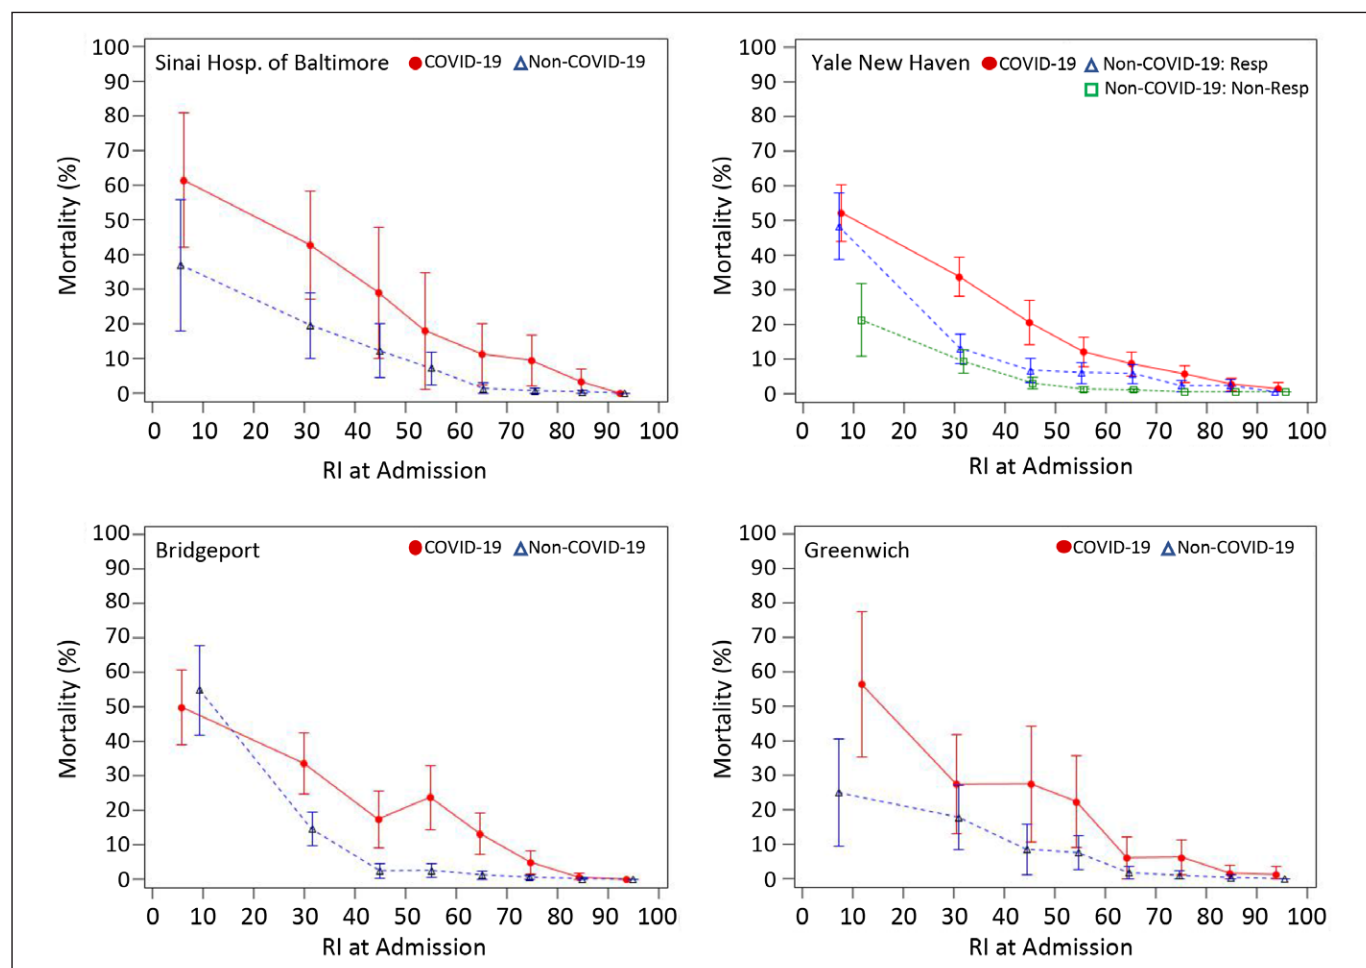 Sinai Hosp. of Baltimore COVID-19 Non-COVID-19
100
90
80
70
60
50
40
30
20
10
0
Mortality (%)
0 10 20 30 40 50 60 70 80 90 100
RI at Admission
Yale New Haven COVID-19 Non-COVID-19: Resp
Non-COVID-19: Non-Resp
100
90
80
70
60
50
40
30
20
10
0
Mortality (%)
0 10 20 30 40 50 60 70 80 90 100
RI at Admission
Bridgeport COVID-19 Non-COVID-19
100
90
80
70
60
50
40
30
20
10
0
Mortality (%)
0 10 20 30 40 50 60 70 80 90 100
RI at Admission
Greenwich COVID-19 Non-COVID-19
100
90
80
70
60
50
40
30
20
10
0
Mortality (%)
0 10 20 30 40 50 60 70 80 90 100
RI at Admission